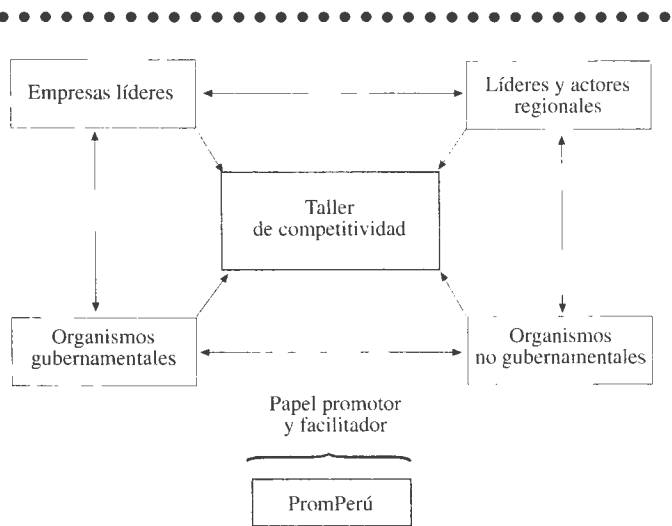 Empresas líderes
Líderes y actores
regionales
Taller
de competitividad
Organismos
gubernamentales
Organismos
no gubernamentales
Papel promotor
y facilitador
PromPerú